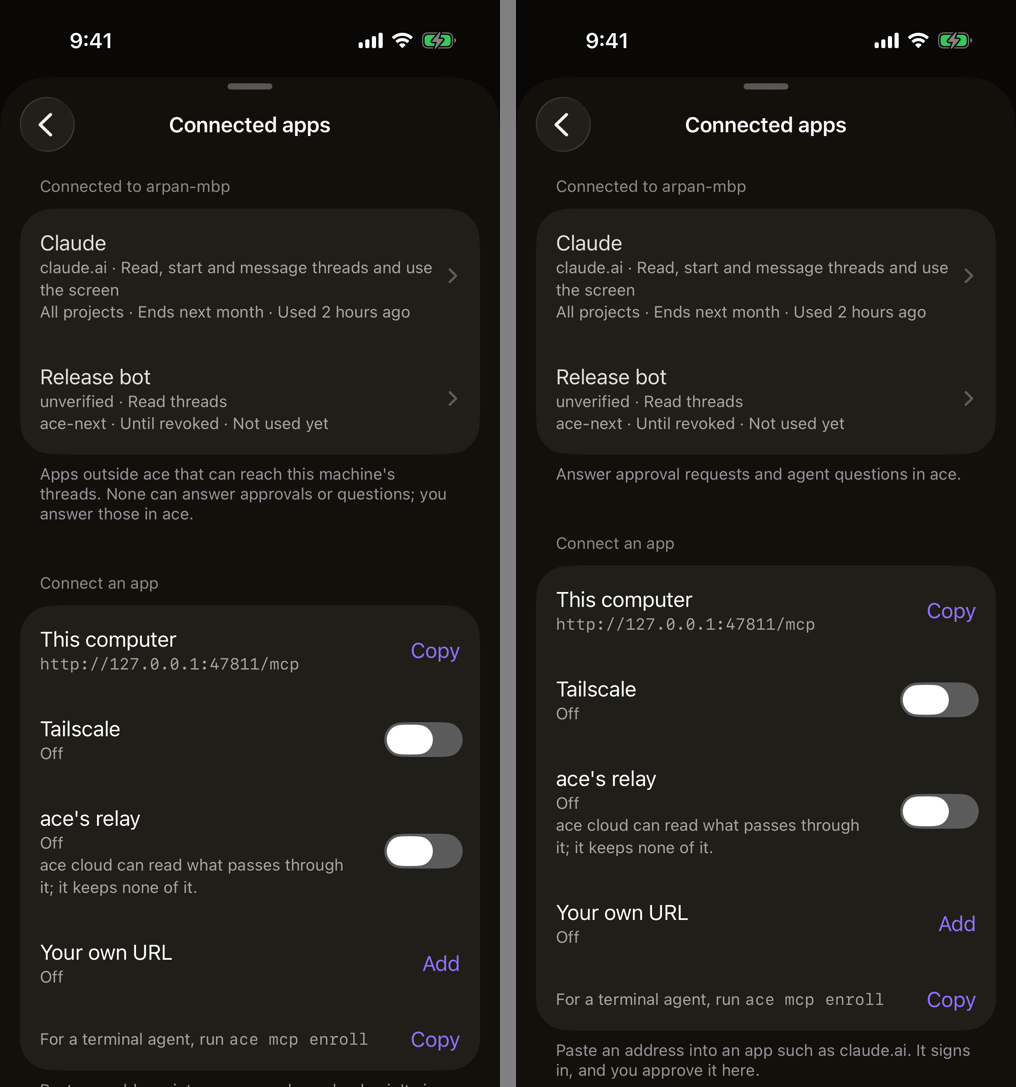 9:41
Connected apps
Connected to arpan-mbp
Claude
claude.ai · Read, start and message threads and use
the screen
All projects · Ends next month · Used 2 hours ago
Release bot
unverified · Read threads
ace-next · Until revoked · Not used yet
Apps outside ace that can reach this machine's
threads. None can answer approvals or questions; you
answer those in ace.
Connect an app
This computer
http://127.0.0.1:47811/mcp
Copy
Tailscale
Off
ace's relay
Off
ace cloud can read what passes through
it; it keeps none of it.
Your own URL
Off
Add
For a terminal agent, run ace mcp enroll
Copy
9:41
Connected apps
Connected to arpan-mbp
Claude
claude.ai · Read, start and message threads and use
the screen
All projects · Ends next month · Used 2 hours ago
Release bot
unverified · Read threads
ace-next · Until revoked · Not used yet
Answer approval requests and agent questions in ace.
Connect an app
This computer
http://127.0.0.1:47811/mcp
Copy
Tailscale
Off
ace's relay
Off
ace cloud can read what passes through
it; it keeps none of it.
Your own URL
Off
Add
For a terminal agent, run ace mcp enroll
Copy
Paste an address into an app such as claude.ai. It signs
in, and you approve it here.